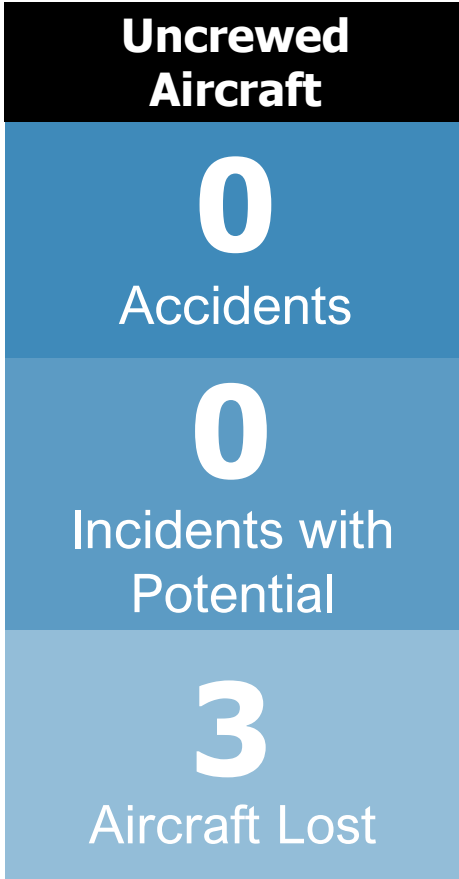 Uncrewed
Aircraft
0
Accidents
0
Incidents with
Potential
3
Aircraft Lost